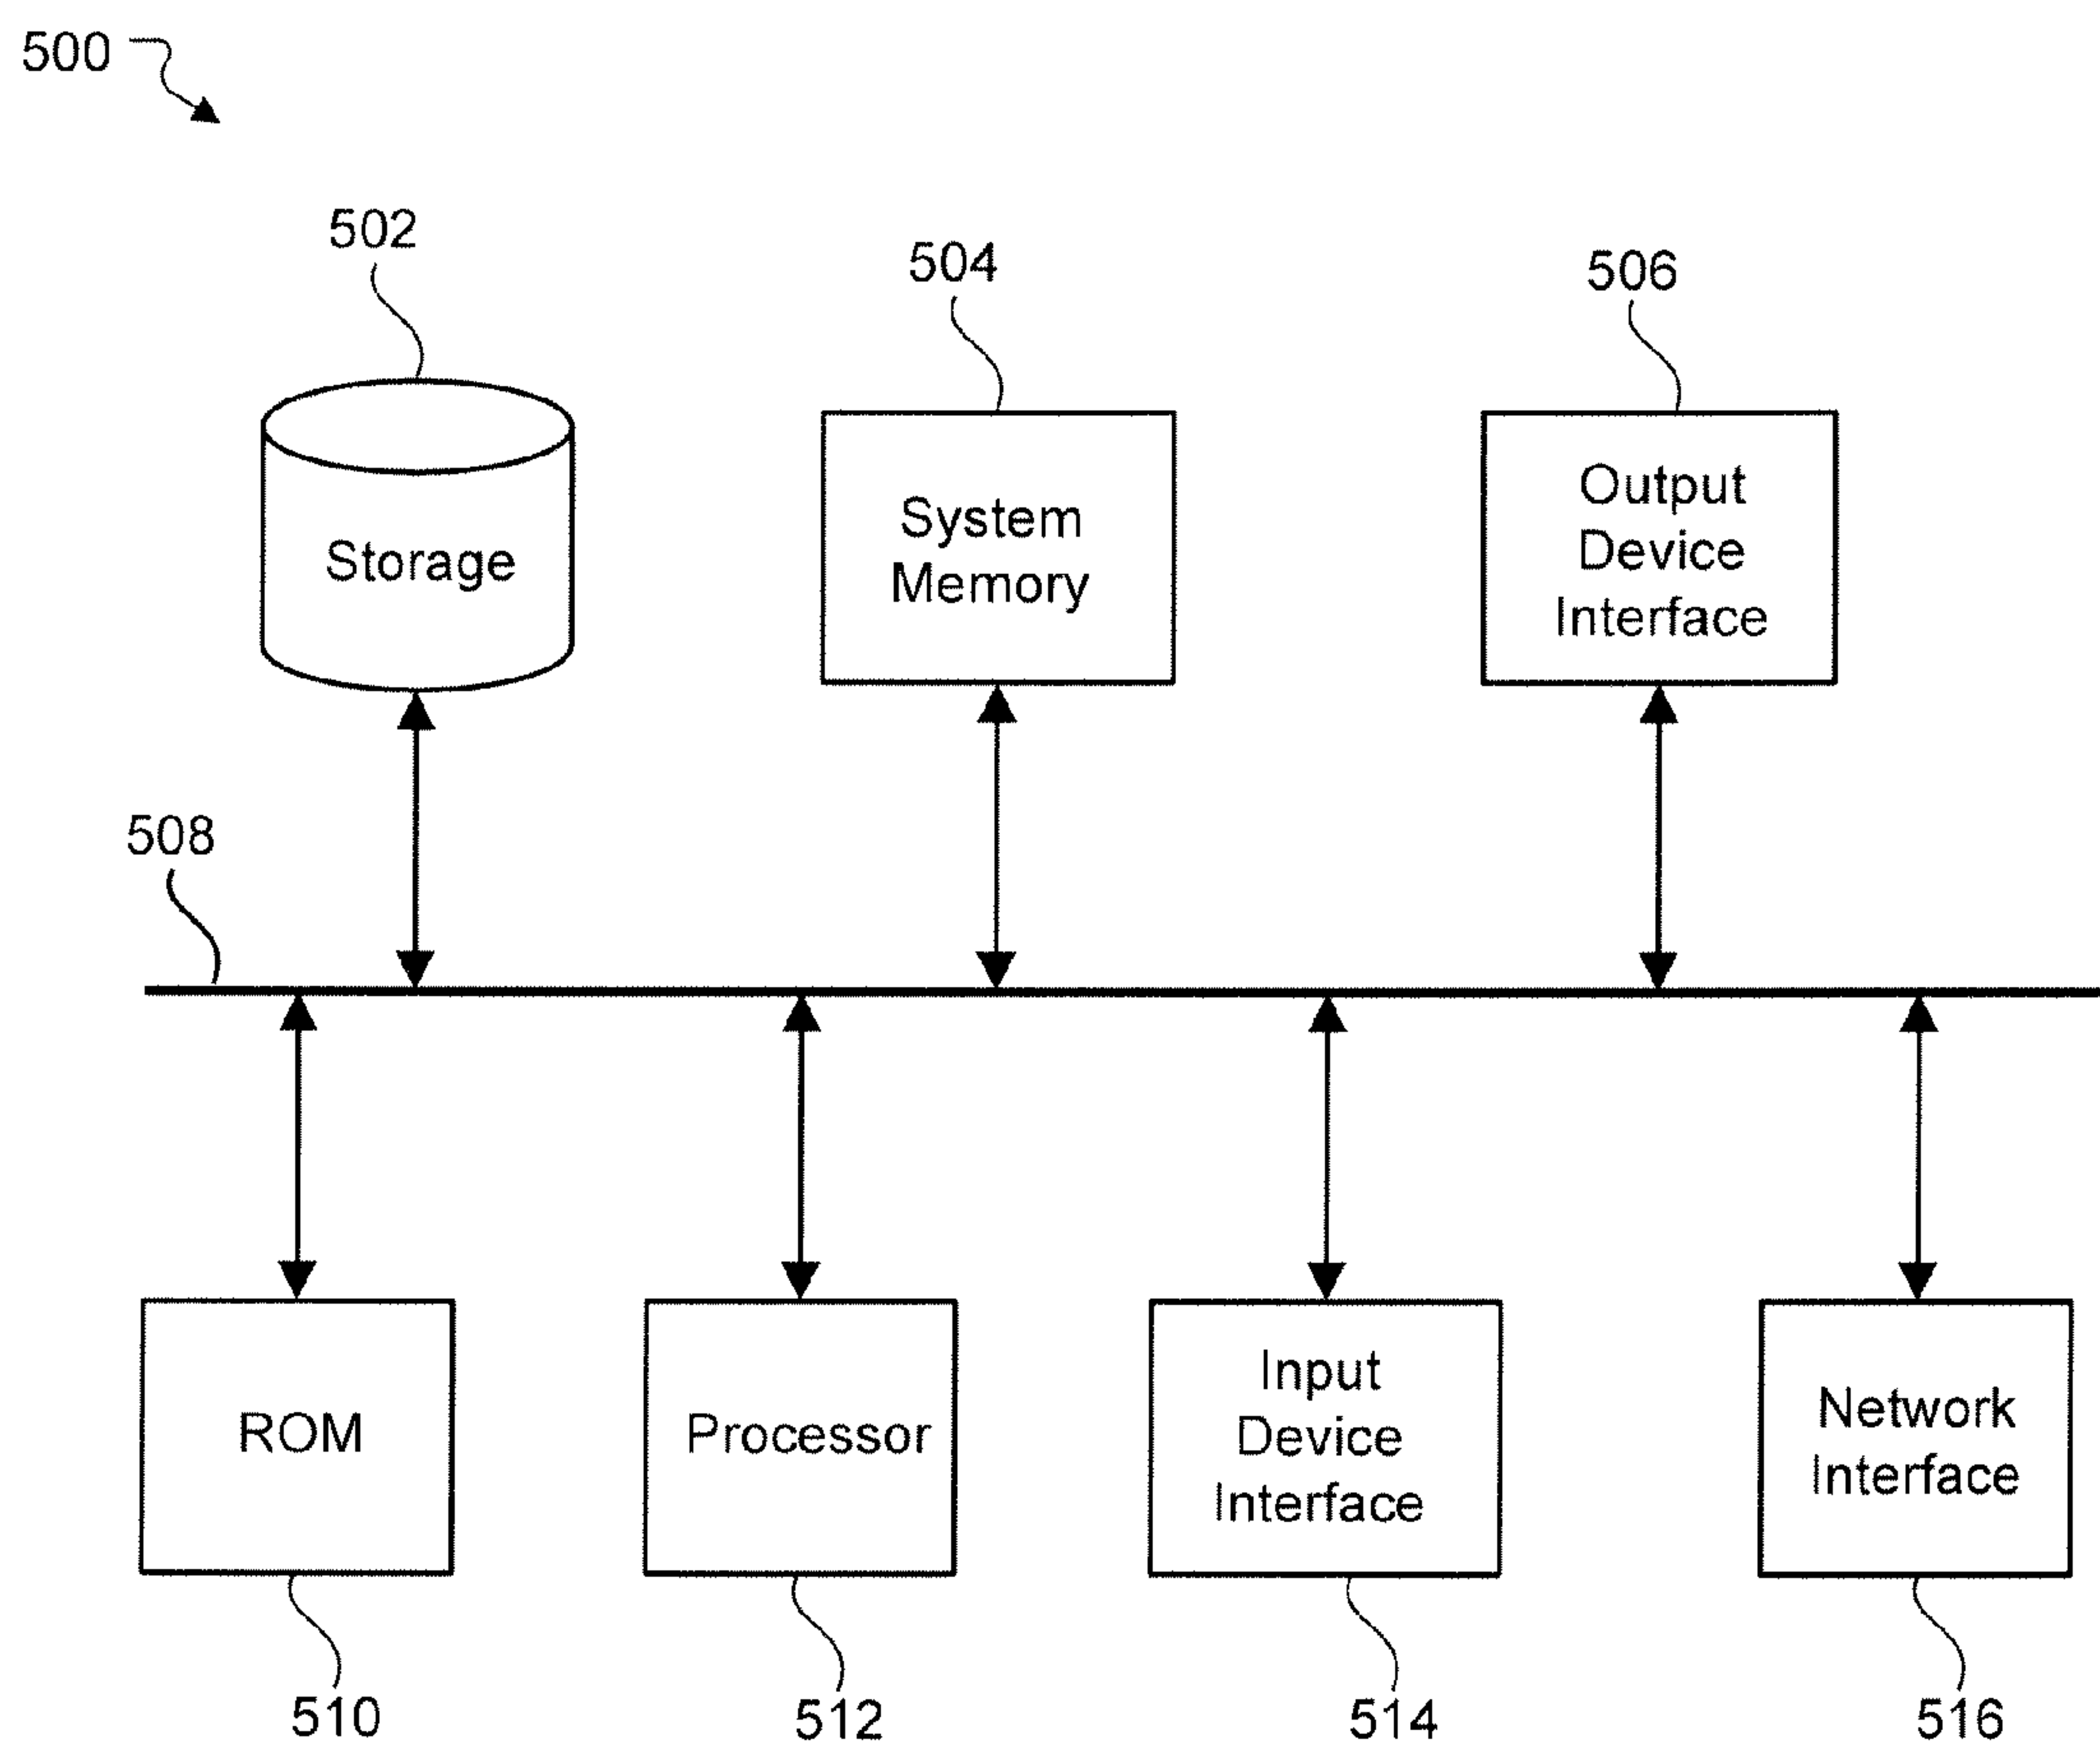 500
502
504
506
Storage
System
Memory
Output
Device
Interface
508
ROM
Processor
Input
Device
Interface
Network
Interface
510
512
514
516